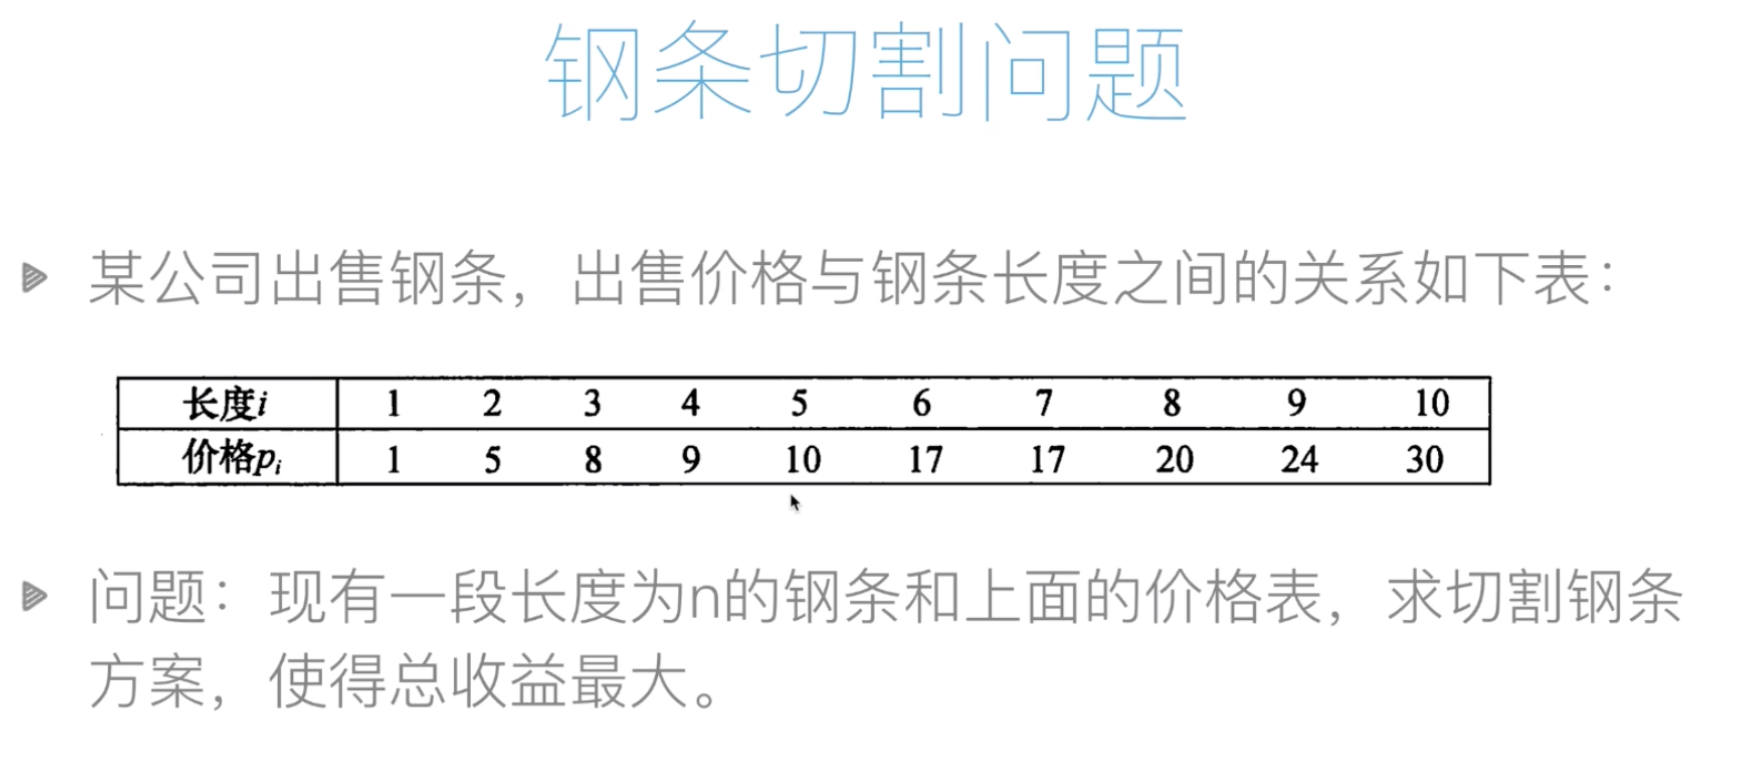 钢条切割问题
某公司出售钢条，出售价格与钢条长度之间的关系如下表：
长度i 1 2 3 4 5 6 7 8 9 10
价格pi 1 5 8 9 10 17 17 20 24 30
问题：现有一段长度为n的钢条和上面的价格表，求切割钢条
方案，使得总收益最大。